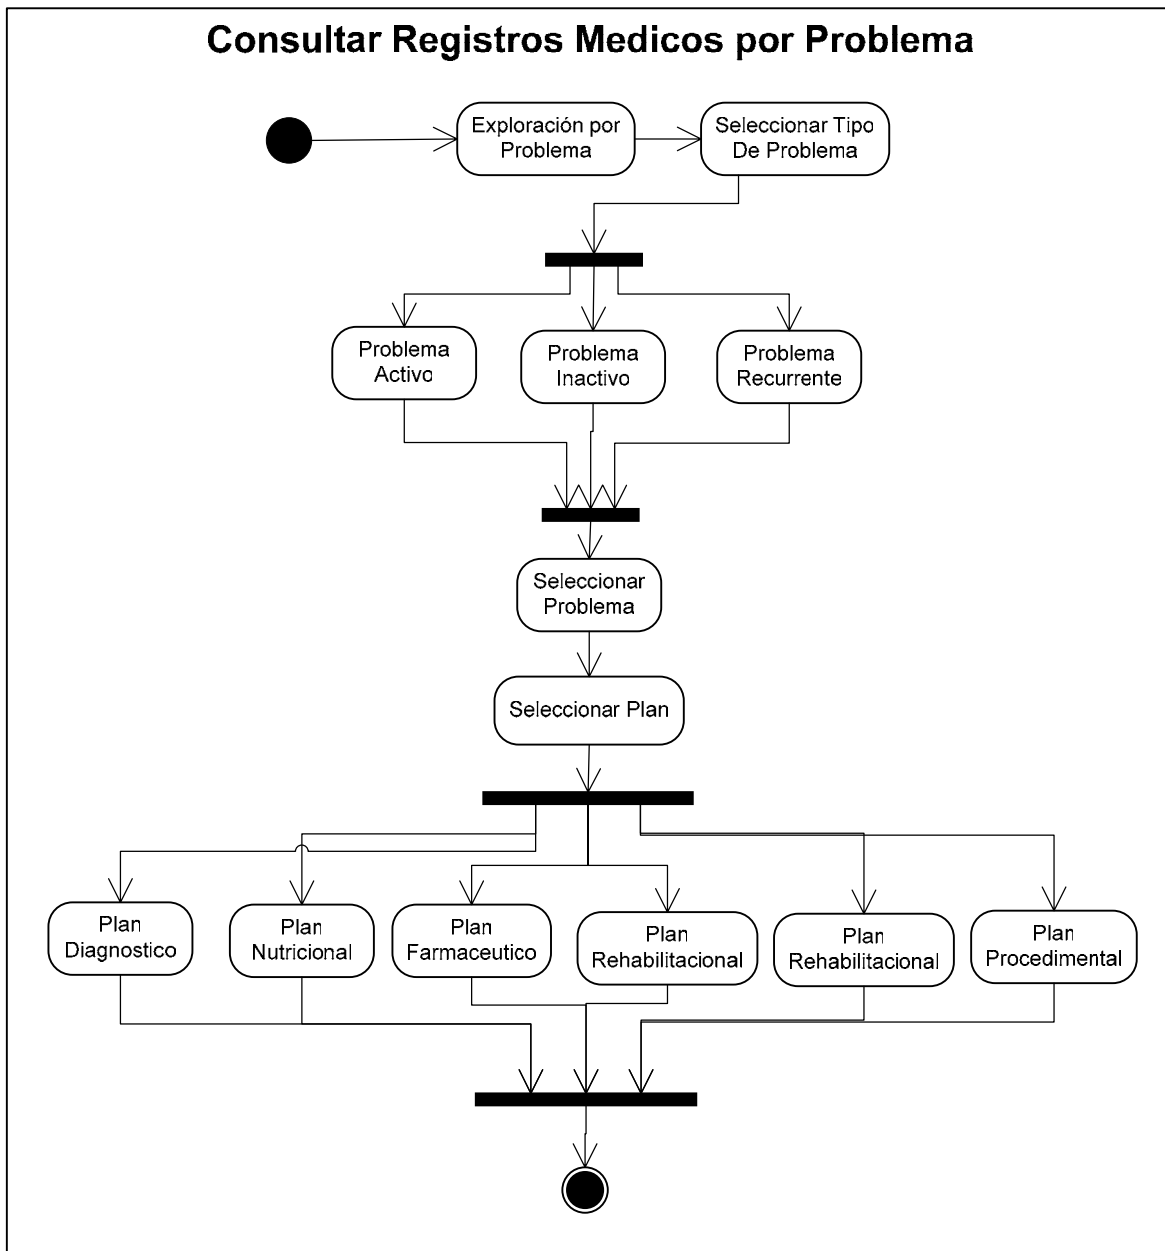 Consultar Registros Medicos por Problema
Exploración por
Problema
Seleccionar Tipo
De Problema
Problema
Activo
Problema
Inactivo
Problema
Recurrente
Seleccionar
Problema
Seleccionar Plan
Plan
Diagnostico
Plan
Nutricional
Plan
Farmaceutico
Plan
Rehabilitacional
Plan
Rehabilitacional
Plan
Procedimental